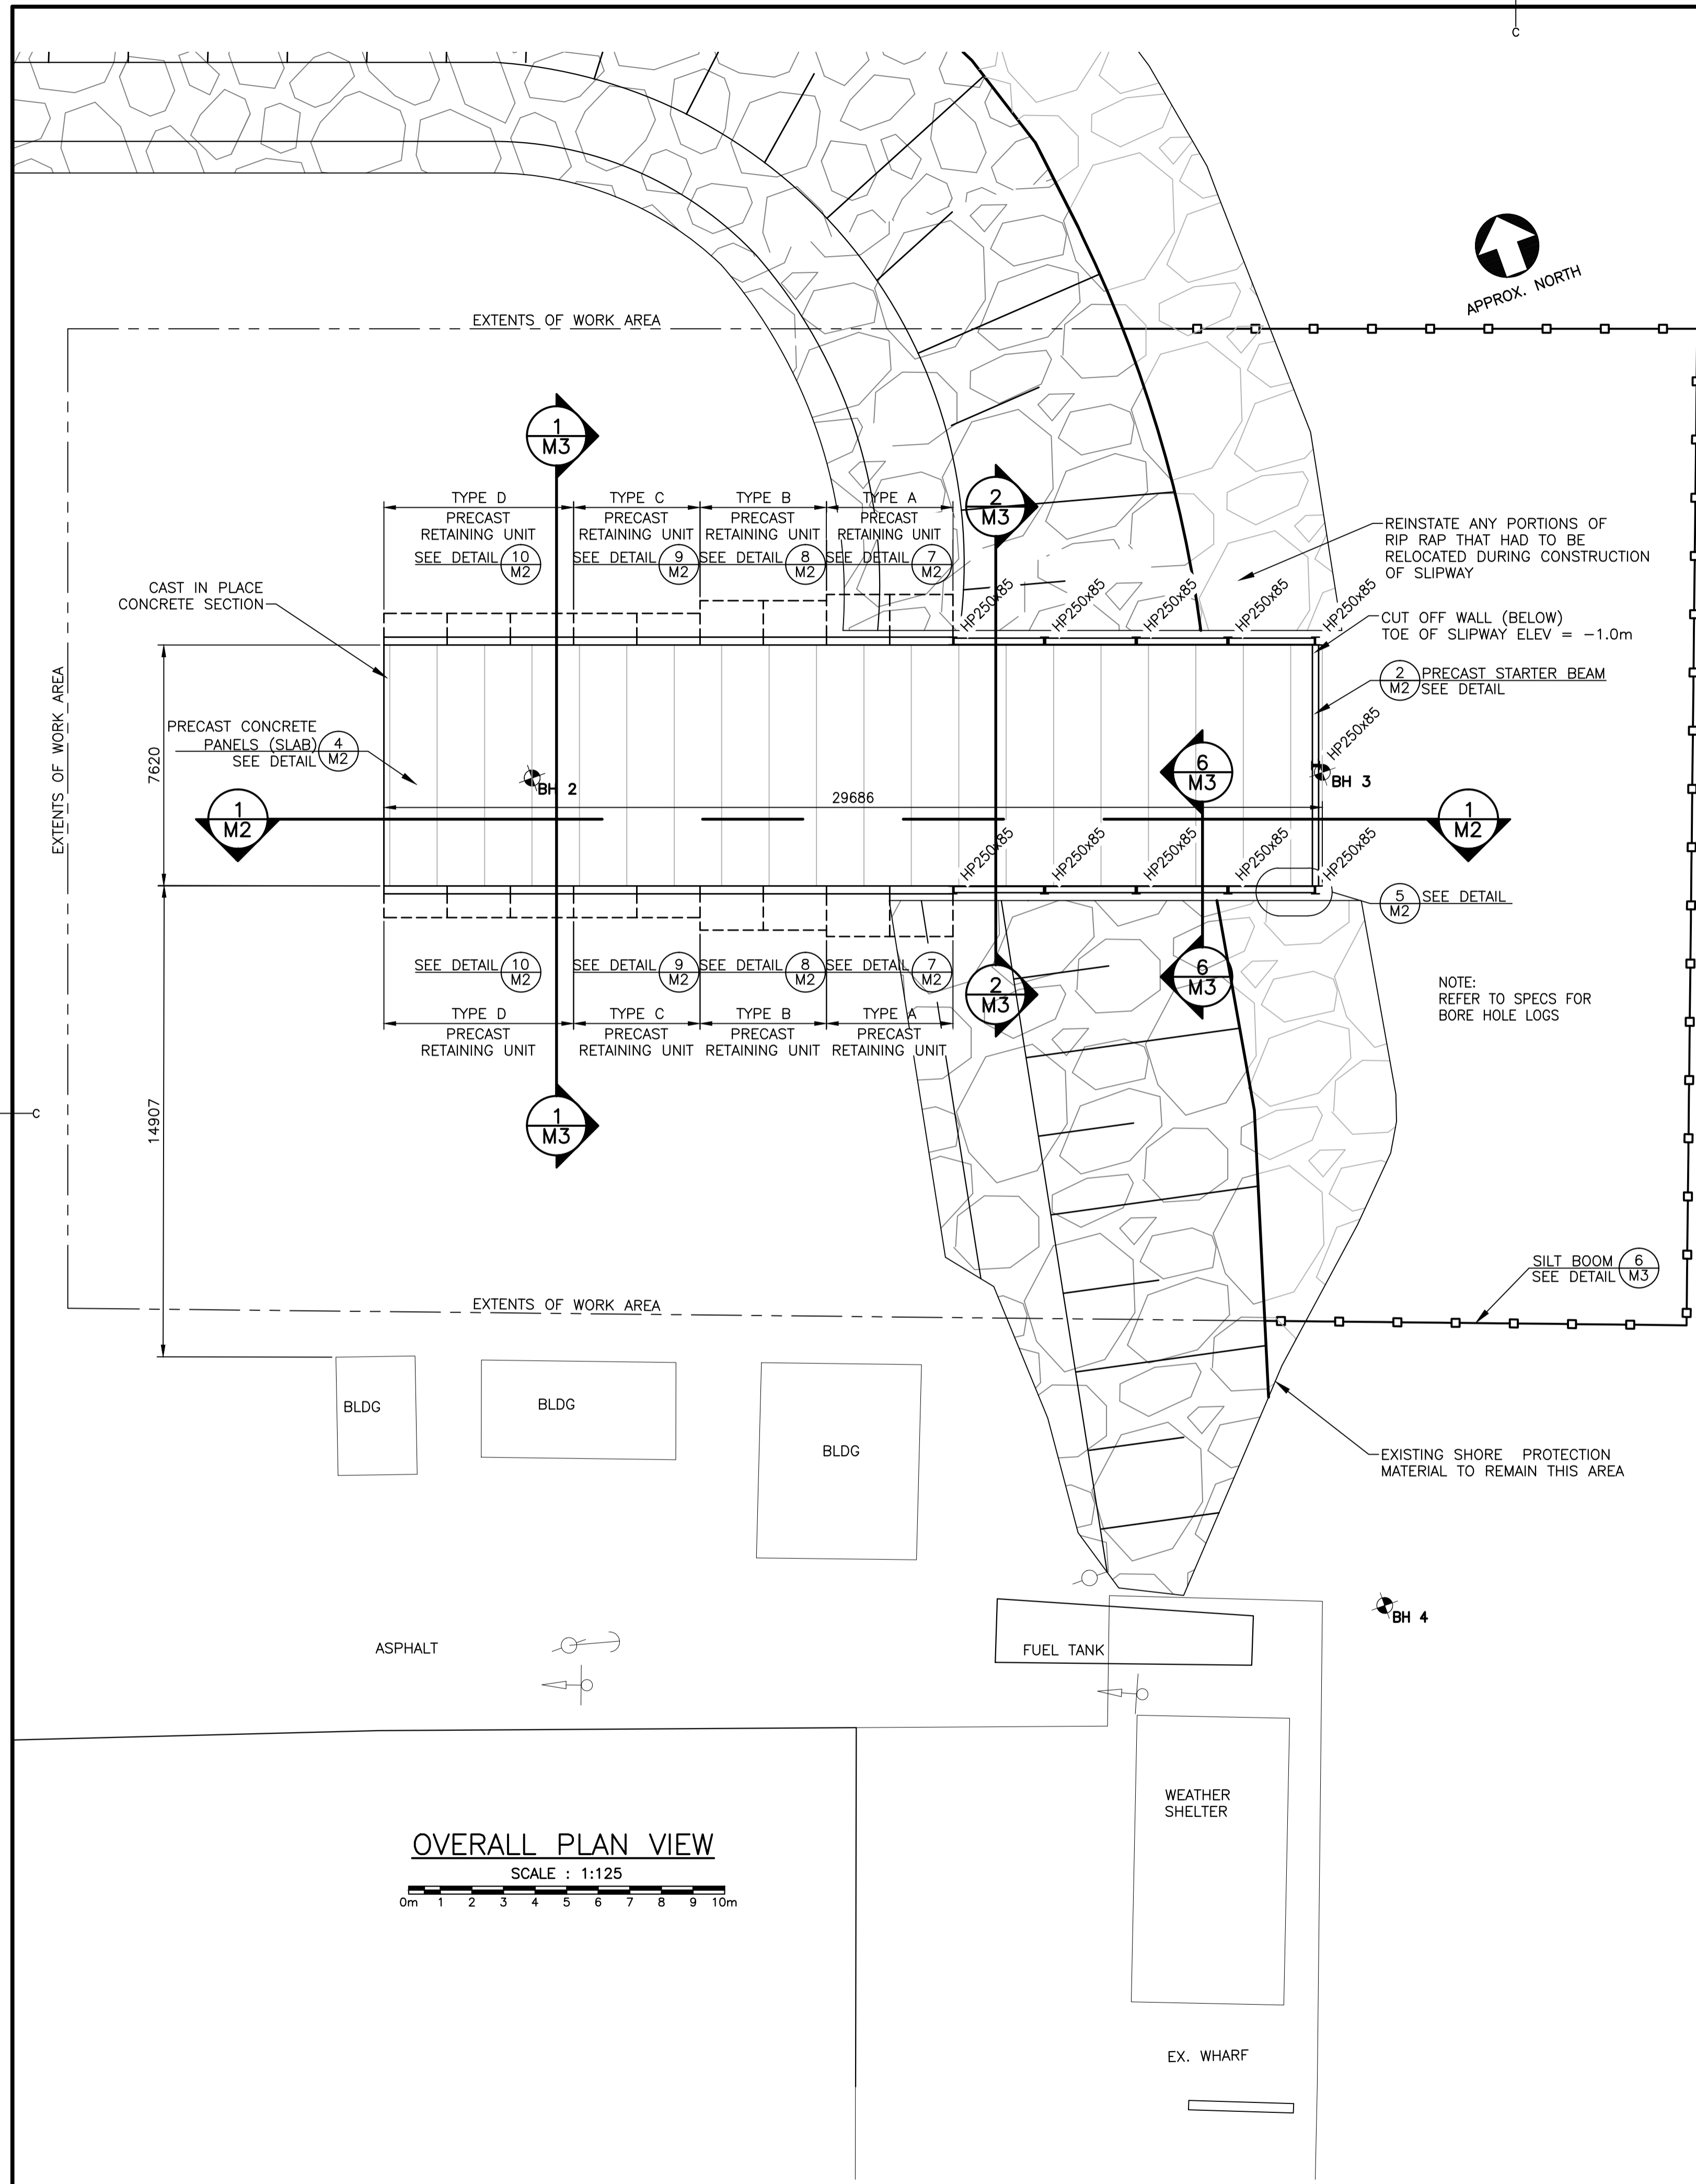 C
APPROX. NORTH
EXTENTS OF WORK AREA
1
M3
2
M3
TYPE D
TYPE C
TYPE B
TYPE A
PRECAST
RETAINING UNIT
PRECAST
RETAINING UNIT
PRECAST
RETAINING UNIT
PRECAST
RETAINING UNIT
SEE DETAIL 10
M2
SEE DETAIL 9
M2
SEE DETAIL 8
M2
SEE DETAIL 7
M2
REINSTATE ANY PORTIONS OF
RIP RAP THAT HAD TO BE
RELOCATED DURING CONSTRUCTION
OF SLIPWAY
CAST IN PLACE
CONCRETE SECTION
HP250x85
HP250x85
HP250x85
HP250x85
HP250x85
CUT OFF WALL (BELOW)
TOE OF SLIPWAY ELEV = -1.0m
2
M2
PRECAST STARTER BEAM
SEE DETAIL
EXTENTS OF WORK AREA
7620
PRECAST CONCRETE
PANELS (SLAB)
SEE DETAIL
4
M2
BH 2
29686
6
M3
HP250x85
BH 3
1
M2
1
M2
HP250x85
HP250x85
HP250x85
HP250x85
HP250x85
5
M2
SEE DETAIL
SEE DETAIL 10
M2
SEE DETAIL 9
M2
SEE DETAIL 8
M2
SEE DETAIL 7
M2
2
M3
6
M3
NOTE:
REFER TO SPECS FOR
BORE HOLE LOGS
TYPE D
TYPE C
TYPE B
TYPE A
PRECAST
RETAINING UNIT
PRECAST
RETAINING UNIT
PRECAST
RETAINING UNIT
PRECAST
RETAINING UNIT
C
14907
1
M3
SILT BOOM
SEE DETAIL
6
M3
EXTENTS OF WORK AREA
BLDG
BLDG
BLDG
EXISTING SHORE PROTECTION
MATERIAL TO REMAIN THIS AREA
BH 4
ASPHALT
FUEL TANK
WEATHER
SHELTER
OVERALL PLAN VIEW
SCALE : 1:125
0m 1 2 3 4 5 6 7 8 9 10m
EX. WHARF